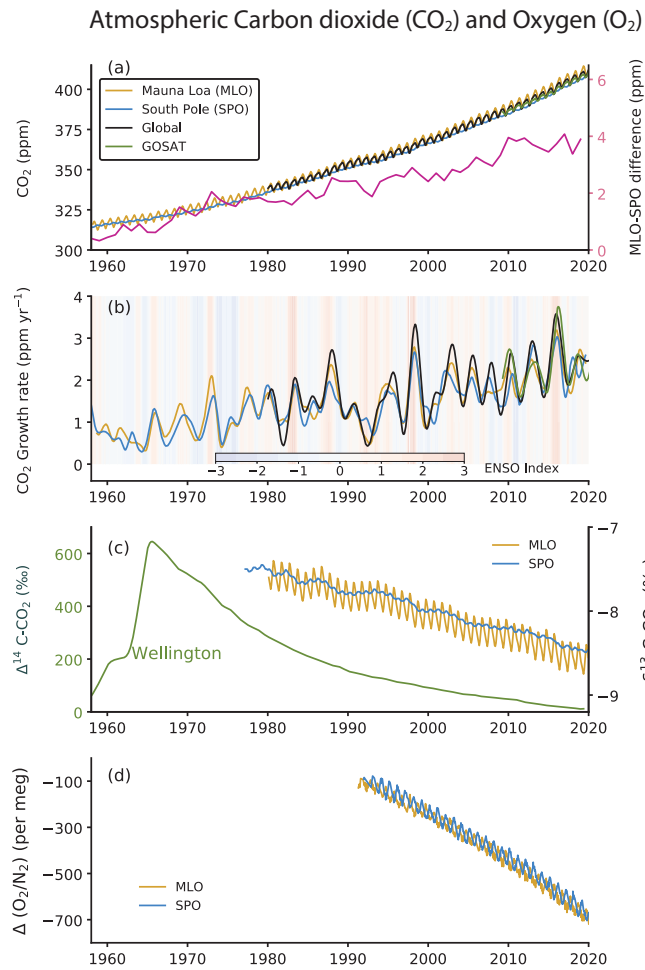 Atmospheric Carbon dioxide (CO₂) and Oxygen (O₂)
(a)
Mauna Loa (MLO)
South Pole (SPO)
Global
GOSAT
CO₂ (ppm)
400
375
350
325
300
MLO-SPO difference (ppm)
6
4
2
0
1960 1970 1980 1990 2000 2010 2020
(b)
CO₂ Growth rate (ppm yr⁻¹)
4
3
2
1
0
−3 −2 −1 0 1 2 3
ENSO Index
1960 1970 1980 1990 2000 2010 2020
(c)
MLO
SPO
Wellington
Δ¹⁴ C-CO₂ (‰)
600
400
200
0
−7
−8
−9
1960 1970 1980 1990 2000 2010 2020
(d)
Δ (O₂/N₂) (per meg)
−100
−300
−500
−700
MLO
SPO
1960 1970 1980 1990 2000 2010 2020